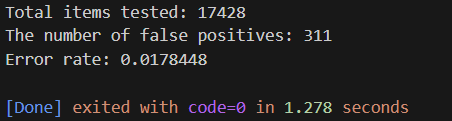 Total items tested: 17428
The number of false positives: 311
Error rate: 0.0178448
[Done] exited with code=0 in 1.278 seconds